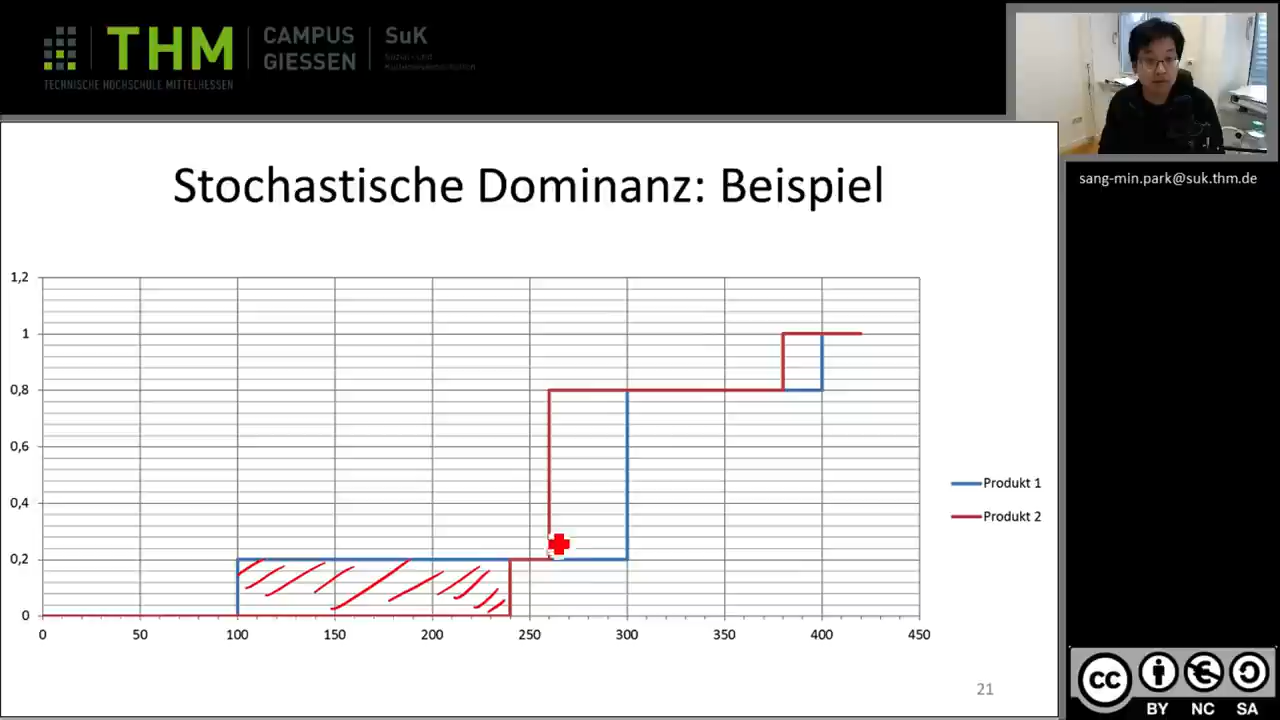 THM
CAMPUS
GIESSEN
SuK
TECHNISCHE HOCHSCHULE MITTELHESSEN
sang-min.park@suk.thm.de
Stochastische Dominanz: Beispiel
1,2
1
0,8
0,6
0,4
0,2
0
0 50 100 150 200 250 300 350 400 450
Produkt 1
Produkt 2
21
cc
BY NC SA